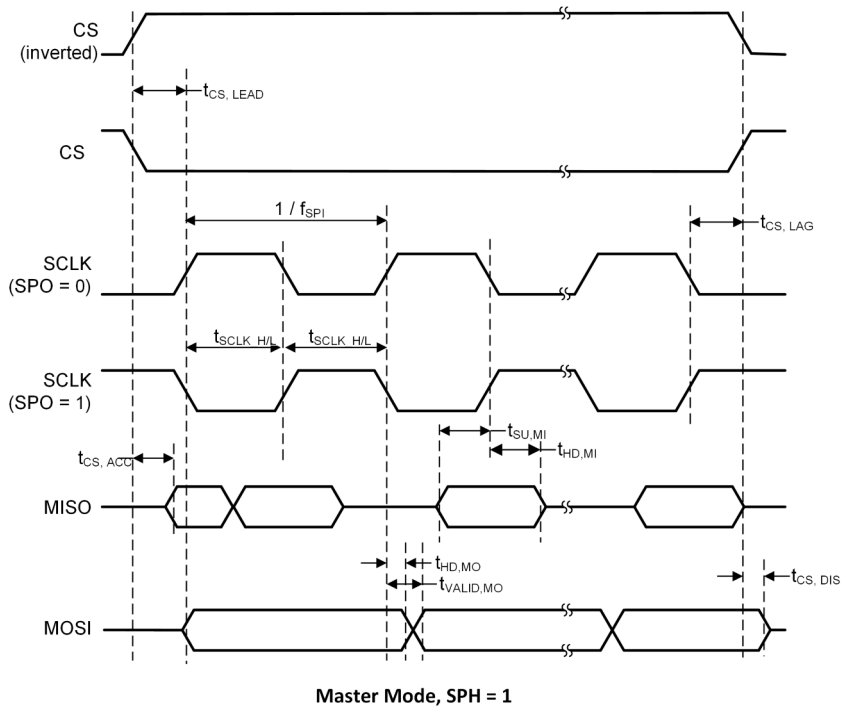 CS
(inverted)
tCS, LEAD
CS
1 / fSPI
tCS, LAG
SCLK
(SPO = 0)
tSCLK_H/L
tSCLK_H/L
SCLK
(SPO = 1)
tSU,MI
tHD,MI
tCS, ACC
MISO
tHD,MO
tVALID,MO
tCS, DIS
MOSI
Master Mode, SPH = 1